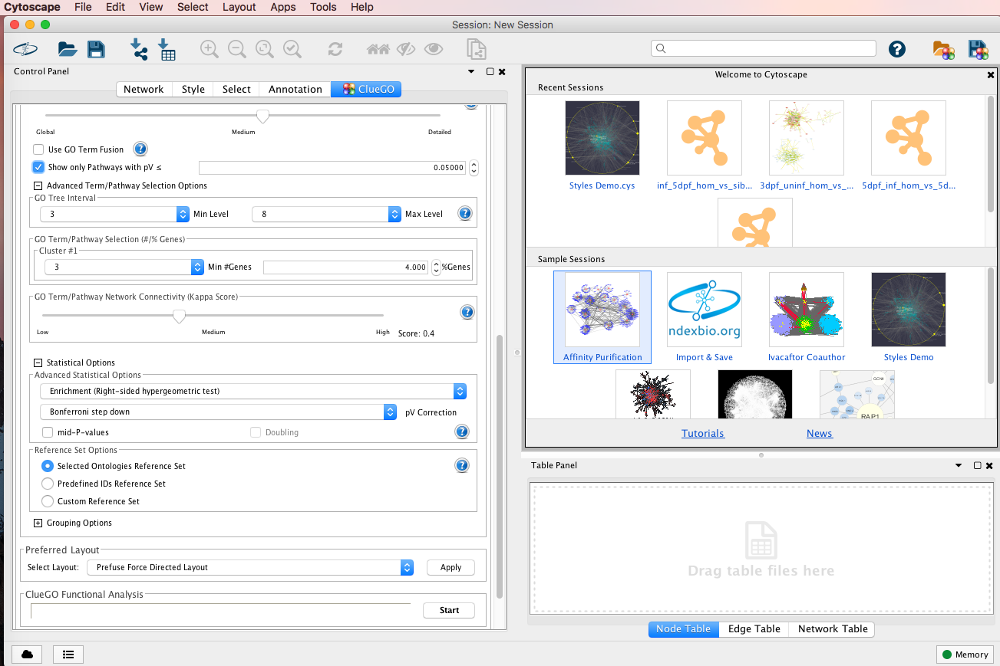 Cytoscape File Edit View Select Layout Apps Tools Help
Session: New Session
Control Panel
Network Style Select Annotation ClueGO
Global Medium Detailed
Use GO Term Fusion
Show only Pathways with pV ≤ 0.05000
Advanced Term/Pathway Selection Options
GO Tree Interval
3 Min Level 8 Max Level
GO Term/Pathway Selection (#/% Genes)
Cluster #1
3 Min #Genes 4.000 %Genes
GO Term/Pathway Network Connectivity (Kappa Score)
Low Medium High Score: 0.4
Statistical Options
Advanced Statistical Options
Enrichment (Right-sided hypergeometric test)
Bonferroni step down pV Correction
mid-P-values Doubling
Reference Set Options
Selected Ontologies Reference Set
Predefined IDs Reference Set
Custom Reference Set
Grouping Options
Preferred Layout
Select Layout: Prefuse Force Directed Layout Apply
ClueGO Functional Analysis
Start
Welcome to Cytoscape
Recent Sessions
Styles Demo.cys inf_5dpf_hom_vs_sib... 3dpf_uninf_hom_vs_... 5dpf_inf_hom_vs_5d...
Sample Sessions
ndexbio.org
Affinity Purification Import & Save Ivacaftor Coauthor Styles Demo
GCN4
RAP1
Tutorials News
Table Panel
Drag table files here
Node Table Edge Table Network Table
Memory